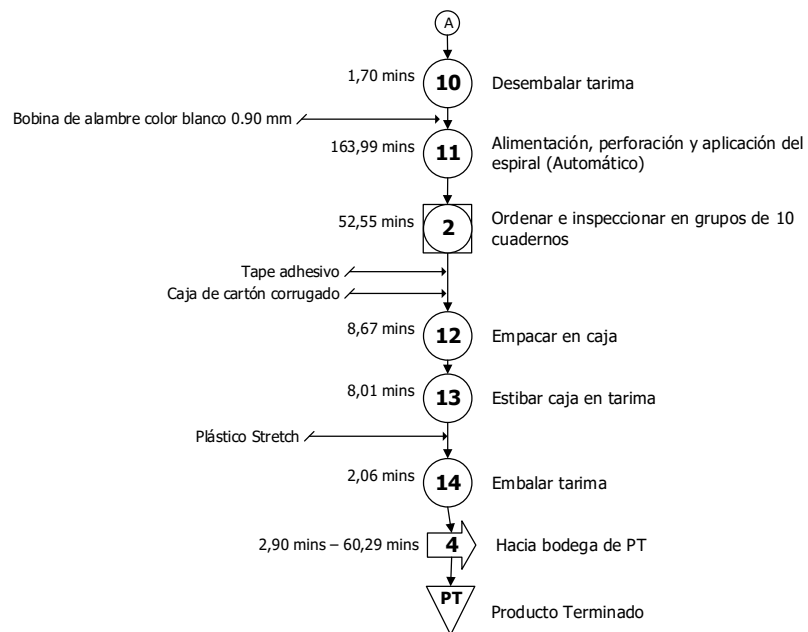 A
1,70 mins
10
Desembalar tarima
Bobina de alambre color blanco 0.90 mm
163,99 mins
11
Alimentación, perforación y aplicación del
espiral (Automático)
52,55 mins
2
Ordenar e inspeccionar en grupos de 10
cuadernos
Tape adhesivo
Caja de cartón corrugado
8,67 mins
12
Empacar en caja
8,01 mins
13
Estibar caja en tarima
Plástico Stretch
2,06 mins
14
Embalar tarima
2,90 mins – 60,29 mins
4
Hacia bodega de PT
PT
Producto Terminado